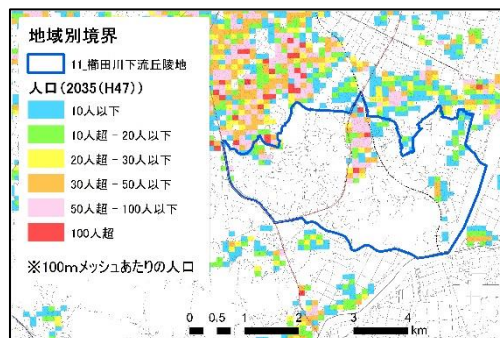 地域別境界
11_櫛田川下流丘陵地
人口(2035(H47))
10人以下
10人超 - 20人以下
20人超 - 30人以下
30人超 - 50人以下
50人超 - 100人以下
100人超
※100mメッシュあたりの人口
0 0.5 1 2 3 4
km